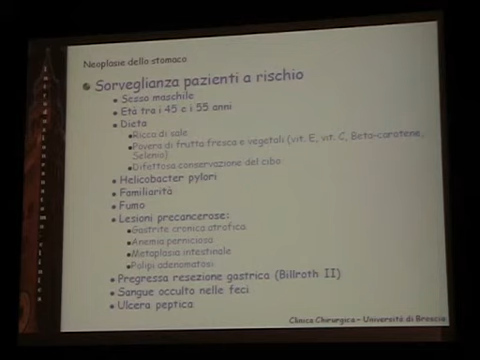 Neoplasie dello stomaco
Sorveglianza pazienti a rischio
Sesso maschile
Età tra i 45 e i 55 anni
Dieta
Ricca di sale
Povera di frutta fresca e vegetali (vit. E, vit. C, Beta-carotene,
Selenio)
Difettosa conservazione del cibo
Helicobacter pylori
Familiarità
Fumo
Lesioni precancerose:
Gastrite cronica atrofica
Anemia perniciosa
Metaplasia intestinale
Polipi adenomatosi
Pregressa resezione gastrica (Billroth II)
Sangue occulto nelle feci
Ulcera peptica
Clinica Chirurgica - Università di Brescia